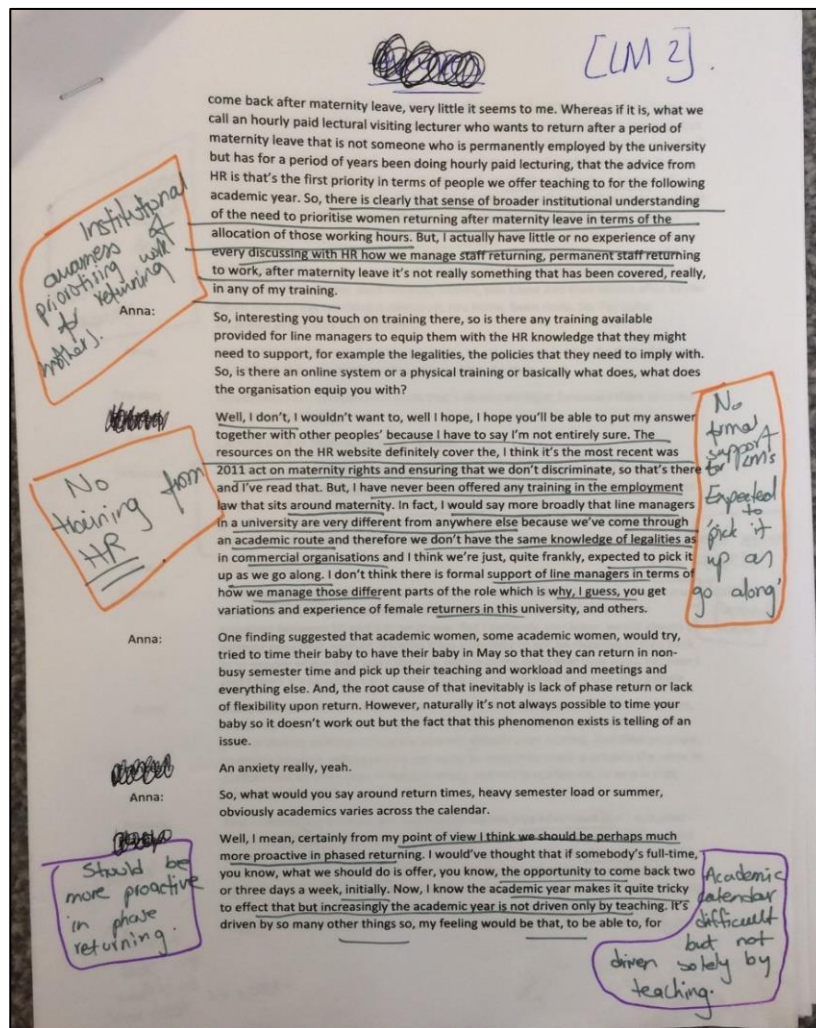 [LM 2].
come back after maternity leave, very little it seems to me. Whereas if it is, what we
call an hourly paid lectural visiting lecturer who wants to return after a period of
maternity leave that is not someone who is permanently employed by the university
but has for a period of years been doing hourly paid lecturing, that the advice from
HR is that's the first priority in terms of people we offer teaching to for the following
academic year. So, there is clearly that sense of broader institutional understanding
of the need to prioritise women returning after maternity leave in terms of the
allocation of those working hours. But, I actually have little or no experience of any
every discussing with HR how we manage staff returning, permanent staff returning
to work, after maternity leave it's not really something that has been covered, really,
in any of my training.
Institutional
awarness of
prioritising work
for returning
mothers.
Anna:
So, interesting you touch on training there, so is there any training available
provided for line managers to equip them with the HR knowledge that they might
need to support, for example the legalities, the policies that they need to imply with.
So, is there an online system or a physical training or basically what does, what does
the organisation equip you with?
Well, I don't, I wouldn't want to, well I hope, I hope you'll be able to put my answer
together with other peoples' because I have to say I'm not entirely sure. The
resources on the HR website definitely cover the, I think it's the most recent was
2011 act on maternity rights and ensuring that we don't discriminate, so that's there
and I've read that. But, I have never been offered any training in the employment
law that sits around maternity. In fact, I would say more broadly that line managers
in a university are very different from anywhere else because we've come through
an academic route and therefore we don't have the same knowledge of legalities as
in commercial organisations and I think we're just, quite frankly, expected to pick it
up as we go along. I don't think there is formal support of line managers in terms of
how we manage those different parts of the role which is why, I guess, you get
variations and experience of female returners in this university, and others.
No
training from
HR
No
formal
support
for LMs
Expected
to
'pick it
up as
go along'
Anna:
One finding suggested that academic women, some academic women, would try,
tried to time their baby to have their baby in May so that they can return in non-
busy semester time and pick up their teaching and workload and meetings and
everything else. And, the root cause of that inevitably is lack of phase return or lack
of flexibility upon return. However, naturally it's not always possible to time your
baby so it doesn't work out but the fact that this phenomenon exists is telling of an
issue.
An anxiety really, yeah.
Anna:
So, what would you say around return times, heavy semester load or summer,
obviously academics varies across the calendar.
Well, I mean, certainly from my point of view I think we should be perhaps much
more proactive in phased returning. I would've thought that if somebody's full-time,
you know, what we should do is offer, you know, the opportunity to come back two
or three days a week, initially. Now, I know the academic year makes it quite tricky
to effect that but increasingly the academic year is not driven only by teaching. It's
driven by so many other things so, my feeling would be that, to be able to, for
Should be
more proactive
in phase
returning.
Academic
calendar
difficult
but not
driven solely by
teaching.